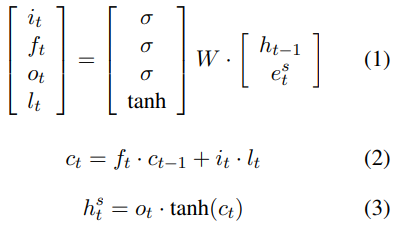 [ i_t f_t o_t l_t ] = [ σ σ σ tanh ] W · [ h_{t−1} e_t^s ] (1)
c_t = f_t · c_{t−1} + i_t · l_t (2)
h_t^s = o_t · tanh(c_t) (3)